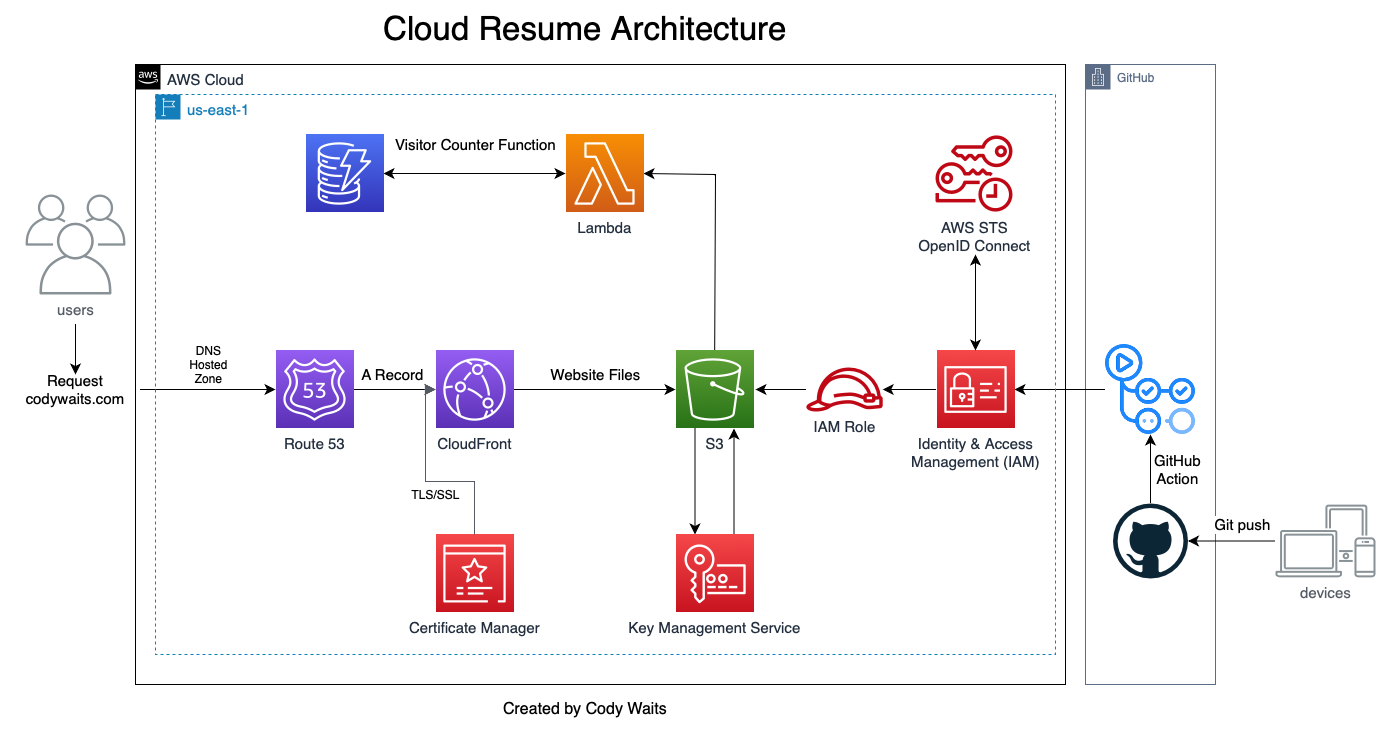 Cloud Resume Architecture
aws
AWS Cloud
GitHub
us-east-1
Visitor Counter Function
Lambda
AWS STS
OpenID Connect
users
Request
codywaits.com
DNS
Hosted
Zone
53
Route 53
A Record
CloudFront
Website Files
S3
IAM Role
Identity & Access
Management (IAM)
GitHub
Action
TLS/SSL
Git push
devices
Certificate Manager
Key Management Service
Created by Cody Waits